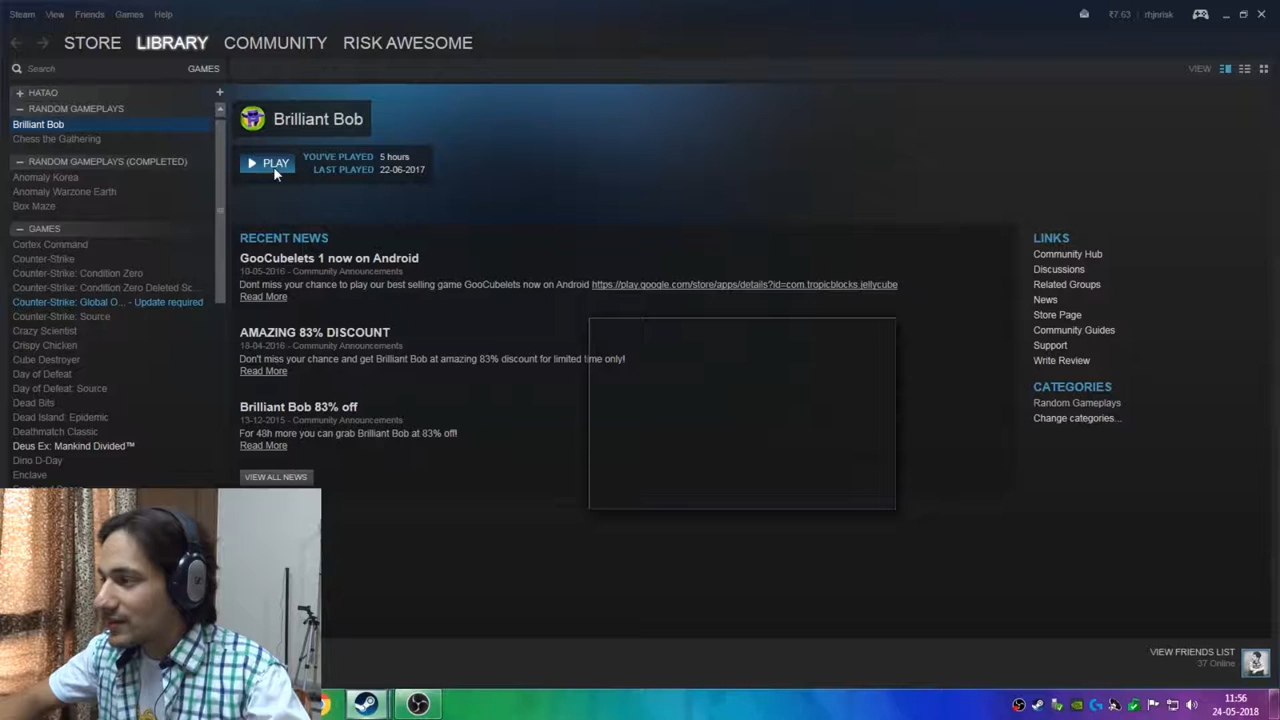 Steam View Friends Games Help
₹7.63 rhjnrisk
STORE LIBRARY COMMUNITY RISK AWESOME
Search GAMES
VIEW
+ HATAO +
– RANDOM GAMEPLAYS
Brilliant Bob
Chess the Gathering
– RANDOM GAMEPLAYS (COMPLETED)
Anomaly Korea
Anomaly Warzone Earth
Box Maze
– GAMES
Cortex Command
Counter-Strike
Counter-Strike: Condition Zero
Counter-Strike: Condition Zero Deleted Sc...
Counter-Strike: Global O... - Update required
Counter-Strike: Source
Crazy Scientist
Crispy Chicken
Cube Destroyer
Day of Defeat
Day of Defeat: Source
Dead Bits
Dead Island: Epidemic
Deathmatch Classic
Deus Ex: Mankind Divided™
Dino D-Day
Enclave
Brilliant Bob
PLAY
YOU'VE PLAYED 5 hours
LAST PLAYED 22-06-2017
RECENT NEWS
GooCubelets 1 now on Android
10-05-2016 - Community Announcements
Dont miss your chance to play our best selling game GooCubelets now on Android https://play.google.com/store/apps/details?id=com.tropicblocks.jellycube
Read More
AMAZING 83% DISCOUNT
18-04-2016 - Community Announcements
Don't miss your chance and get Brilliant Bob at amazing 83% discount for limited time only!
Read More
Brilliant Bob 83% off
13-12-2015 - Community Announcements
For 48h more you can grab Brilliant Bob at 83% off!
Read More
VIEW ALL NEWS
LINKS
Community Hub
Discussions
Related Groups
News
Store Page
Community Guides
Support
Write Review
CATEGORIES
Random Gameplays
Change categories...
VIEW FRIENDS LIST
37 Online
11:56
24-05-2018